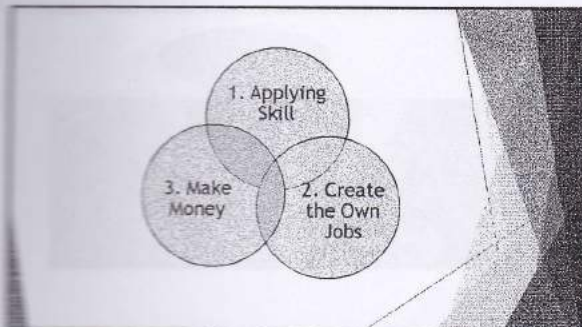 1. Applying
Skill
3. Make
Money
2. Create
the Own
Jobs